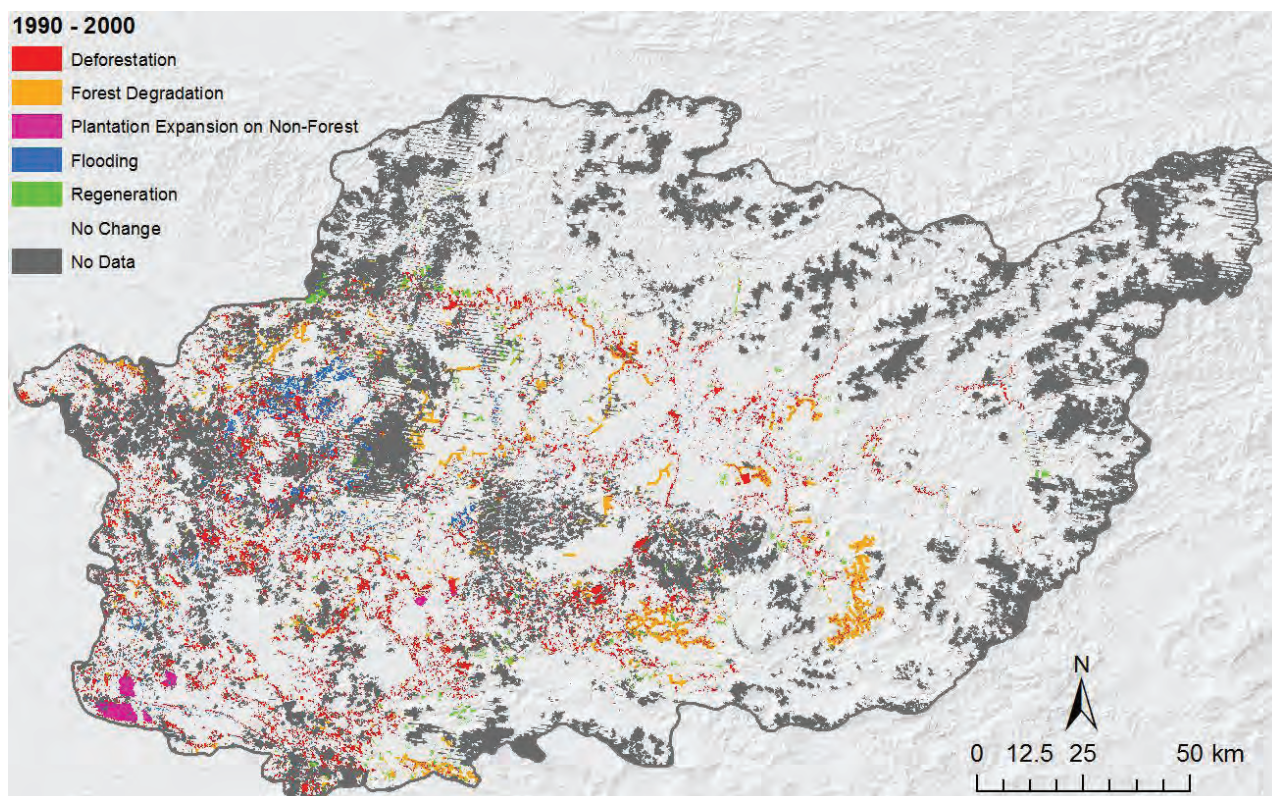 1990 - 2000
Deforestation
Forest Degradation
Plantation Expansion on Non-Forest
Flooding
Regeneration
No Change
No Data
N
0 12.5 25 50 km